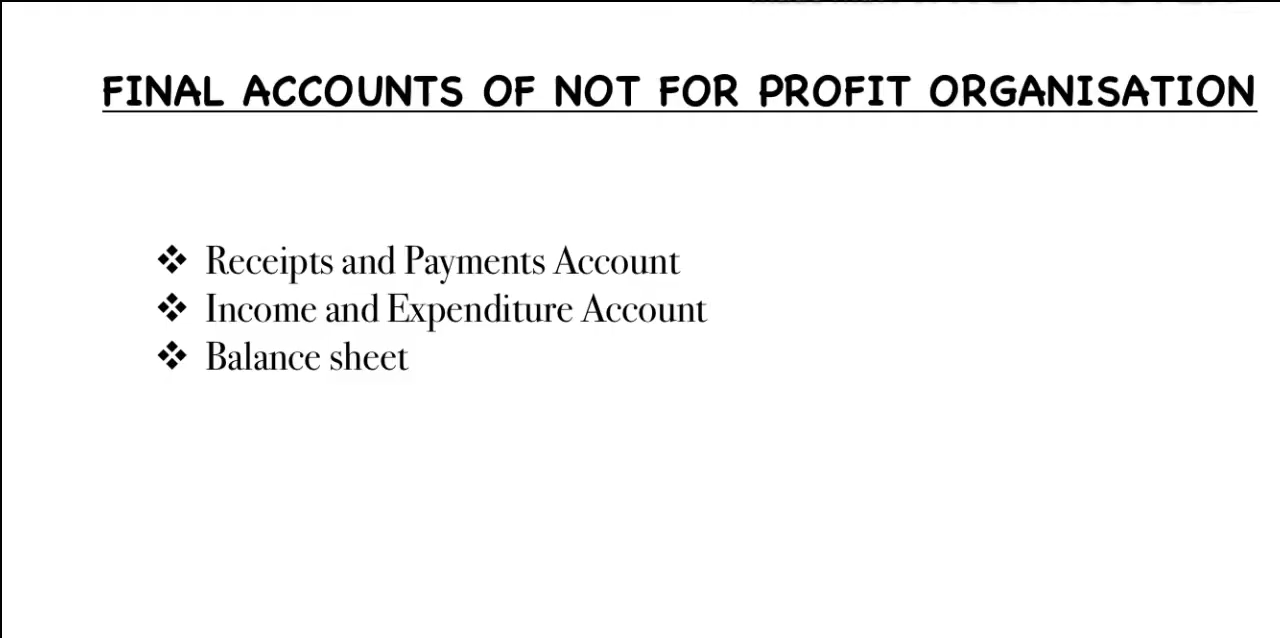 FINAL ACCOUNTS OF NOT FOR PROFIT ORGANISATION
❖ Receipts and Payments Account
❖ Income and Expenditure Account
❖ Balance sheet